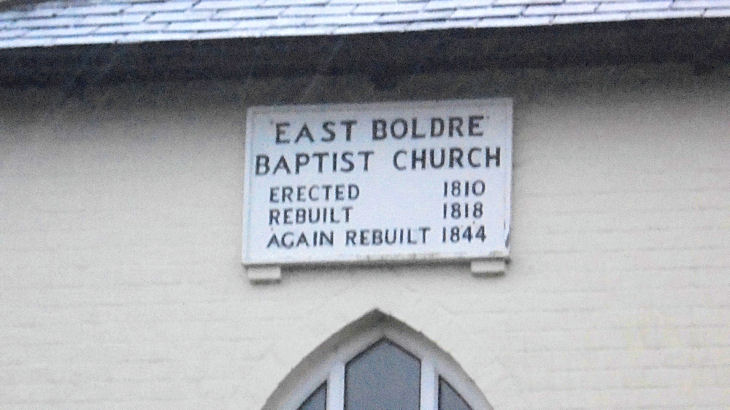 EAST BOLDRE
BAPTIST CHURCH
ERECTED 1810
REBUILT 1818
AGAIN REBUILT 1844